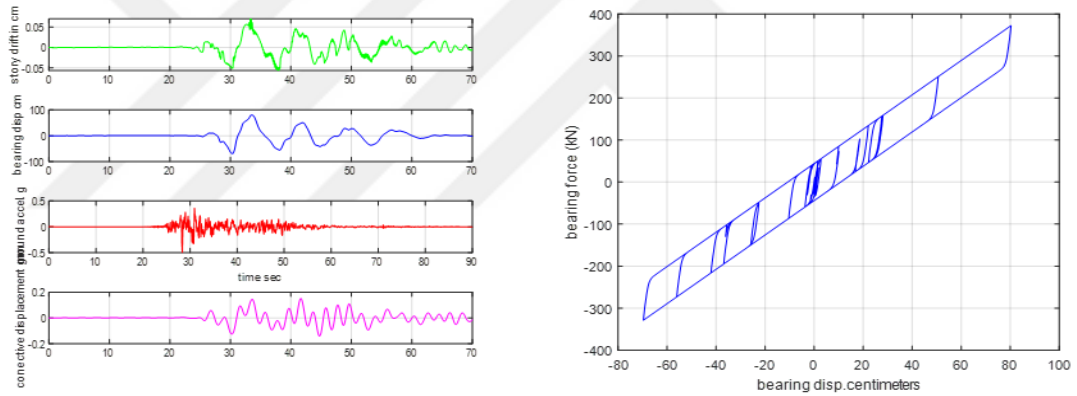 story drift in cm
0.05
0
-0.05
0 10 20 30 40 50 60 70
bearing disp cm
100
0
-100
0 10 20 30 40 50 60 70
ground accel g
0.5
0
-0.5
0 10 20 30 40 50 60 70 80 90
time sec
conective displacement
0.2
0
-0.2
0 10 20 30 40 50 60 70
bearing force (kN)
400
300
200
100
0
-100
-200
-300
-400
-80 -60 -40 -20 0 20 40 60 80 100
bearing disp.centimeters